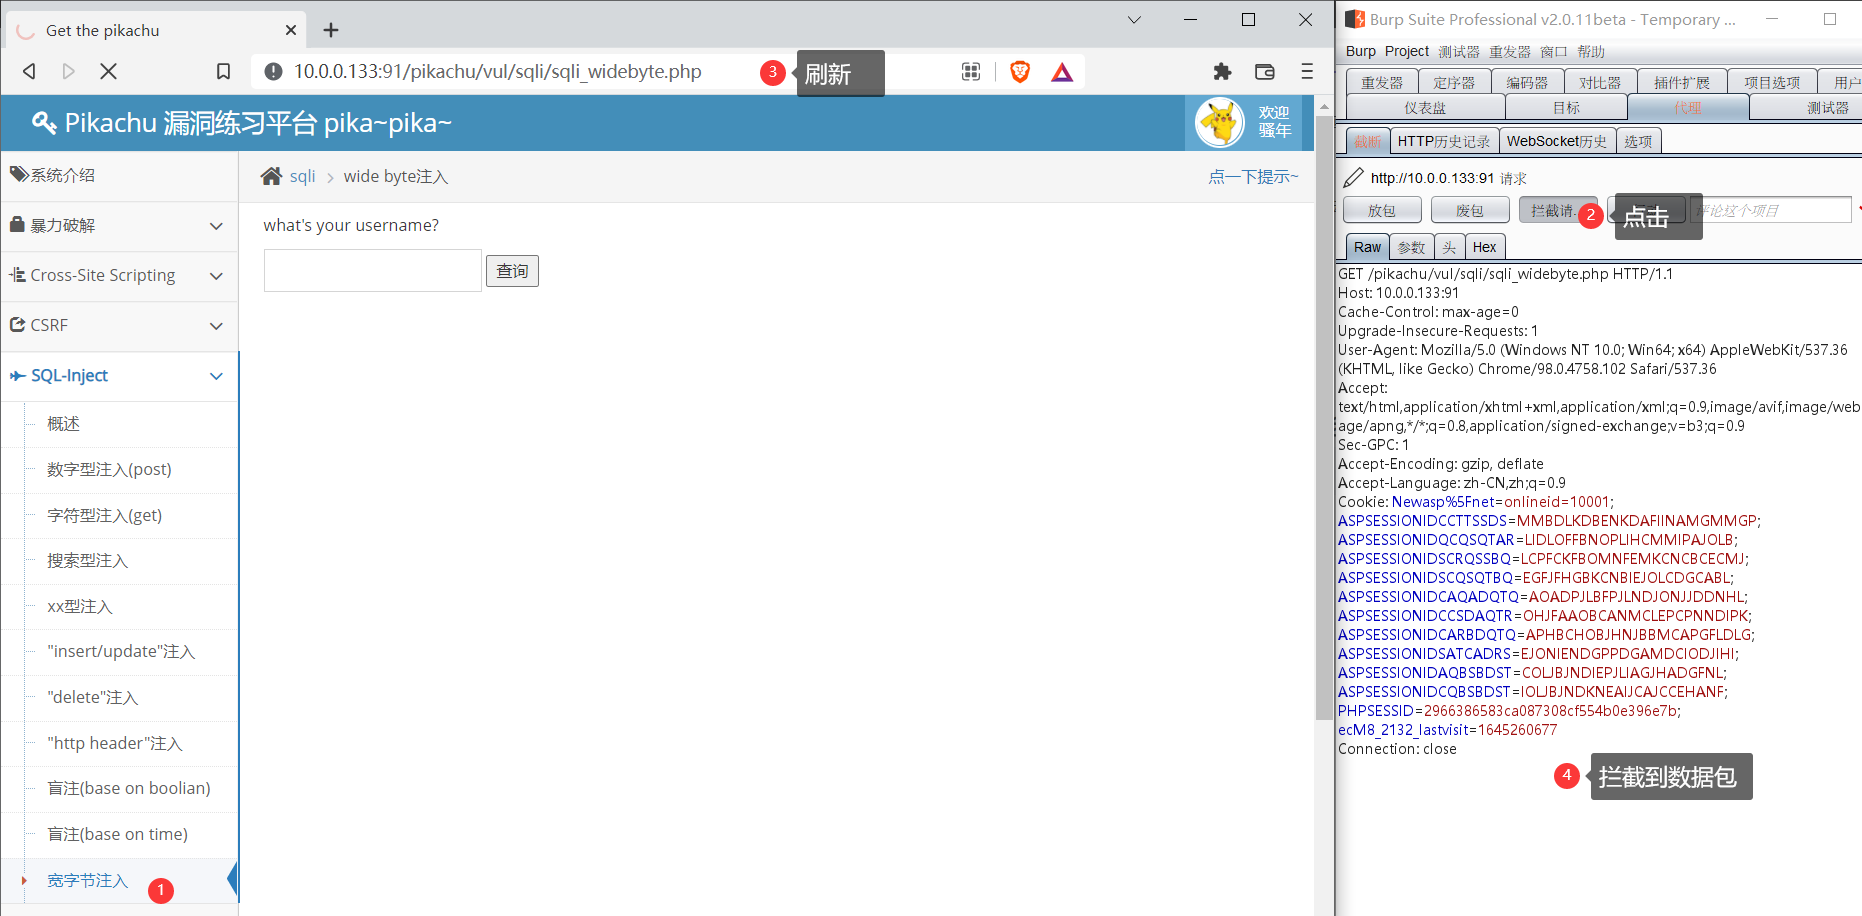 Get the pikachu
10.0.0.133:91/pikachu/vul/sqli/sqli_widebyte.php
3
刷新
Pikachu 漏洞练习平台 pika~pika~
欢迎
骚年
系统介绍
暴力破解
Cross-Site Scripting
CSRF
SQL-Inject
概述
数字型注入(post)
字符型注入(get)
搜索型注入
xx型注入
"insert/update"注入
"delete"注入
"http header"注入
盲注(base on boolian)
盲注(base on time)
宽字节注入
1
sqli
wide byte注入
点一下提示~
what's your username?
查询
Burp Suite Professional v2.0.11beta - Temporary ...
Burp Project 测试器 重发器 窗口 帮助
重发器 定序器 编码器 对比器 插件扩展 项目选项 用户
仪表盘 目标 代理 测试器
截断 HTTP历史记录 WebSocket历史 选项
http://10.0.0.133:91 请求
放包 废包 拦截请... 评论这个项目
2
点击
Raw 参数 头 Hex
GET /pikachu/vul/sqli/sqli_widebyte.php HTTP/1.1
Host: 10.0.0.133:91
Cache-Control: max-age=0
Upgrade-Insecure-Requests: 1
User-Agent: Mozilla/5.0 (Windows NT 10.0; Win64; x64) AppleWebKit/537.36
(KHTML, like Gecko) Chrome/98.0.4758.102 Safari/537.36
Accept:
text/html,application/xhtml+xml,application/xml;q=0.9,image/avif,image/web
age/apng,*/*;q=0.8,application/signed-exchange;v=b3;q=0.9
Sec-GPC: 1
Accept-Encoding: gzip, deflate
Accept-Language: zh-CN,zh;q=0.9
Cookie: Newasp%5Fnet=onlineid=10001;
ASPSESSIONIDCCTTSSDS=MMBDLKDBENKDAFIINAMGMMGP;
ASPSESSIONIDQCQSQTAR=LIDLOFFBNOPLIHCMMIPAJOLB;
ASPSESSIONIDSCRQSSBQ=LCPFCKFBOMNFEMKCNCBCECMJ;
ASPSESSIONIDSCQSQTBQ=EGFJFHGBKCNBIEJOLCDGCABL;
ASPSESSIONIDCAQADQTQ=AOADPJLBFPJLNDJONJJDDNHL;
ASPSESSIONIDCCSDAQTR=OHJFAAOBCANMCLEPCPNNDIPK;
ASPSESSIONIDCARBDQTQ=APHBCHOBJHNJBBMCAPGFLDLG;
ASPSESSIONIDSATCADRS=EJONIENDGPPDGAMDCIODJIHI;
ASPSESSIONIDAQBSBDST=COLJBJNDIEPJLIAGJHADGFNL;
ASPSESSIONIDCQBSBDST=IOLJBJNDKNEAIJCAJCCEHANF;
PHPSESSID=2966386583ca087308cf554b0e396e7b;
ecM8_2132_lastvisit=1645260677
Connection: close
4
拦截到数据包